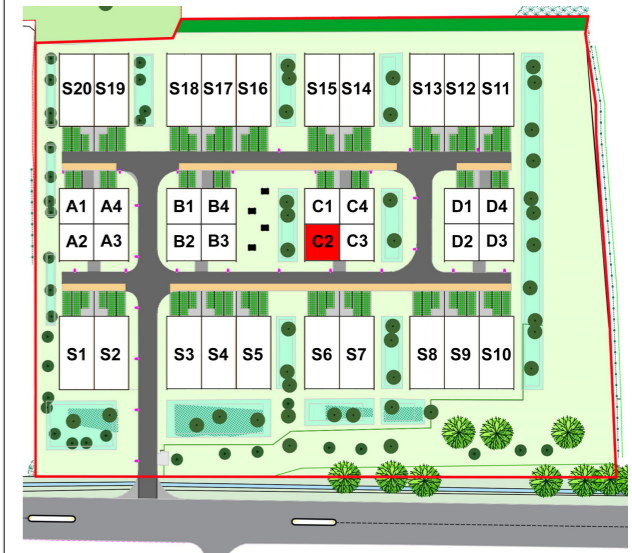 S20 S19 S18 S17 S16 S15 S14 S13 S12 S11
A1 A4 B1 B4 C1 C4 D1 D4
A2 A3 B2 B3 C2 C3 D2 D3
S1 S2 S3 S4 S5 S6 S7 S8 S9 S10